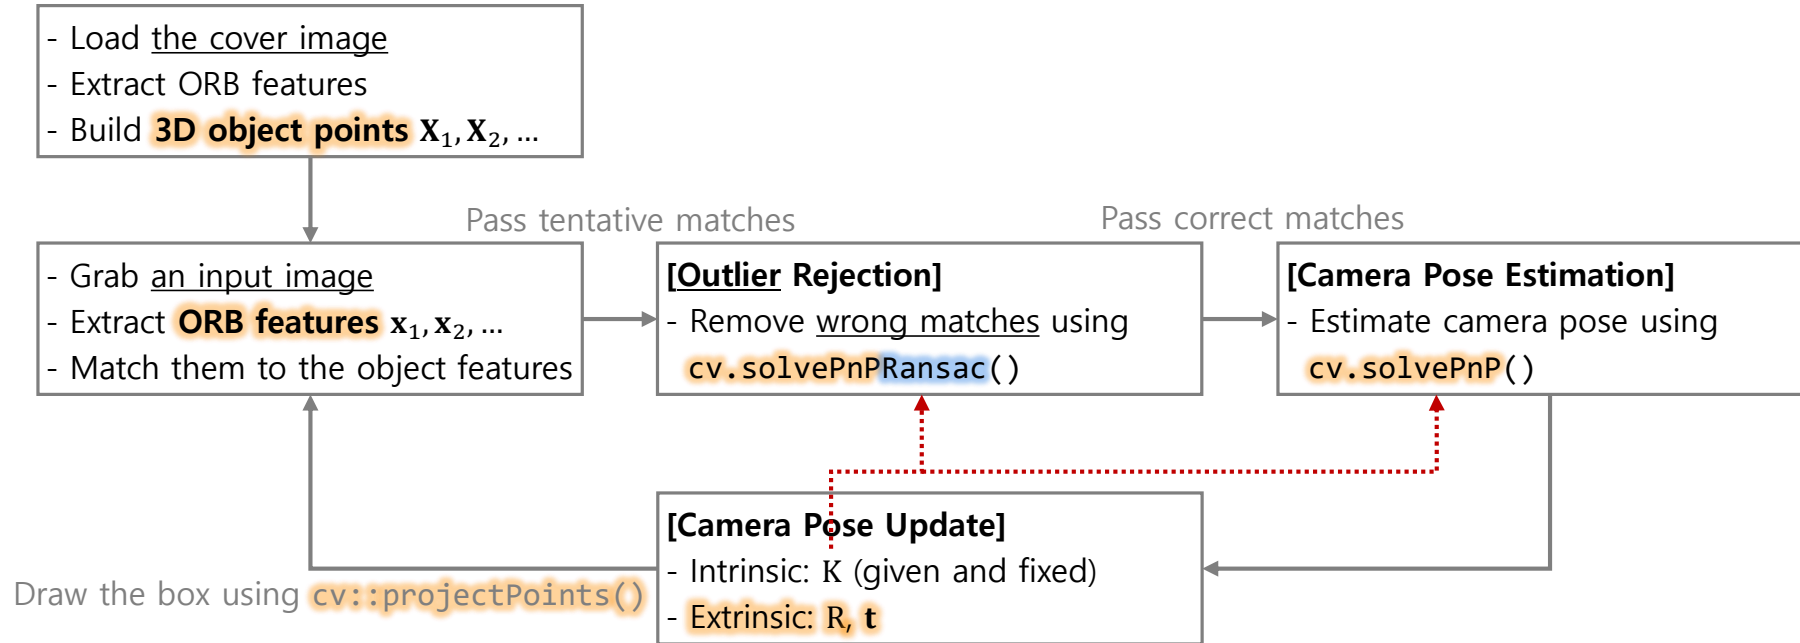 - Load the cover image
- Extract ORB features
- Build 3D object points X₁, X₂, …
Pass tentative matches
Pass correct matches
- Grab an input image
- Extract ORB features x₁, x₂, …
- Match them to the object features
[Outlier Rejection]
- Remove wrong matches using
cv.solvePnPRansac()
[Camera Pose Estimation]
- Estimate camera pose using
cv.solvePnP()
[Camera Pose Update]
- Intrinsic: K (given and fixed)
- Extrinsic: R, t
Draw the box using cv::projectPoints()